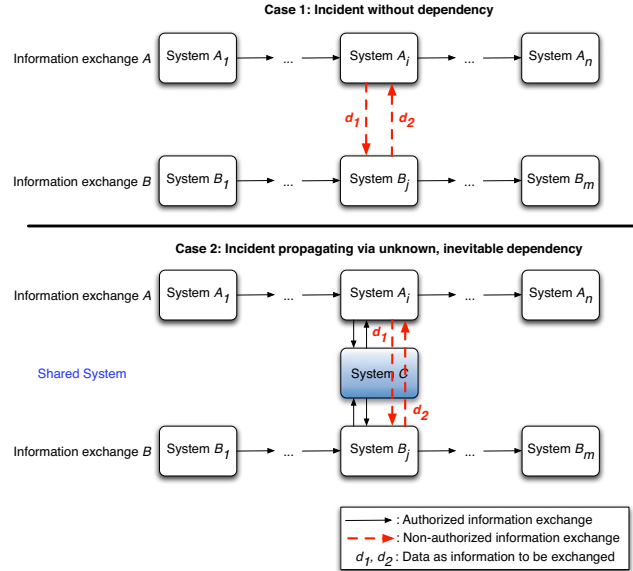 Case 1: Incident without dependency
Information exchange A
System A1
...
System Ai
...
System An
d1
d2
Information exchange B
System B1
...
System Bj
...
System Bm
Case 2: Incident propagating via unknown, inevitable dependency
Information exchange A
System A1
...
System Ai
...
System An
d1
Shared System
System C
d2
Information exchange B
System B1
...
System Bj
...
System Bm
: Authorized information exchange
: Non-authorized information exchange
d1, d2 : Data as information to be exchanged